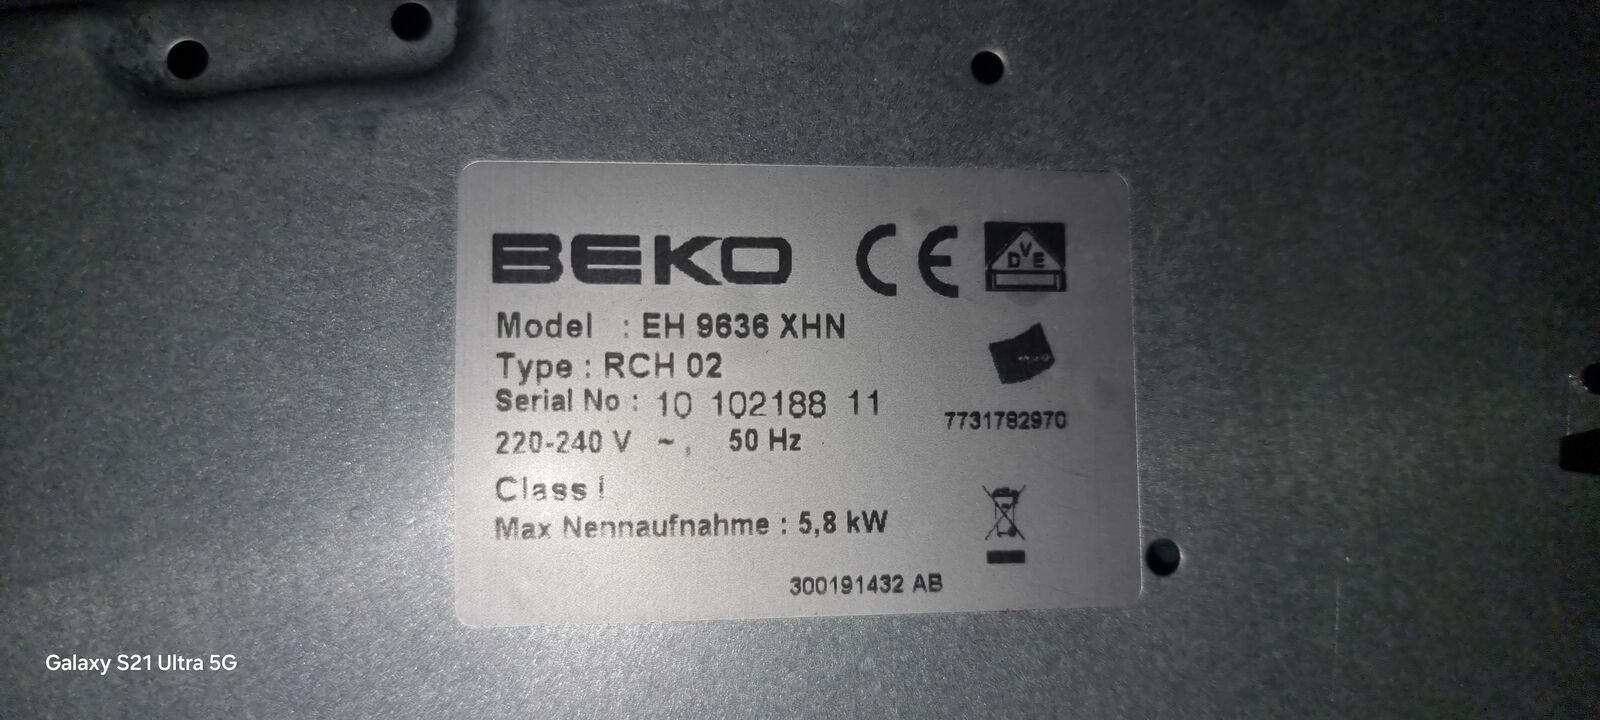 BEKO CE DVE
Model : EH 9636 XHN
Type : RCH 02
Serial No : 10 102188 11
7731782970
220-240 V ~, 50 Hz
Class I
Max Nennaufnahme : 5,8 kW
300191432 AB
Galaxy S21 Ultra 5G